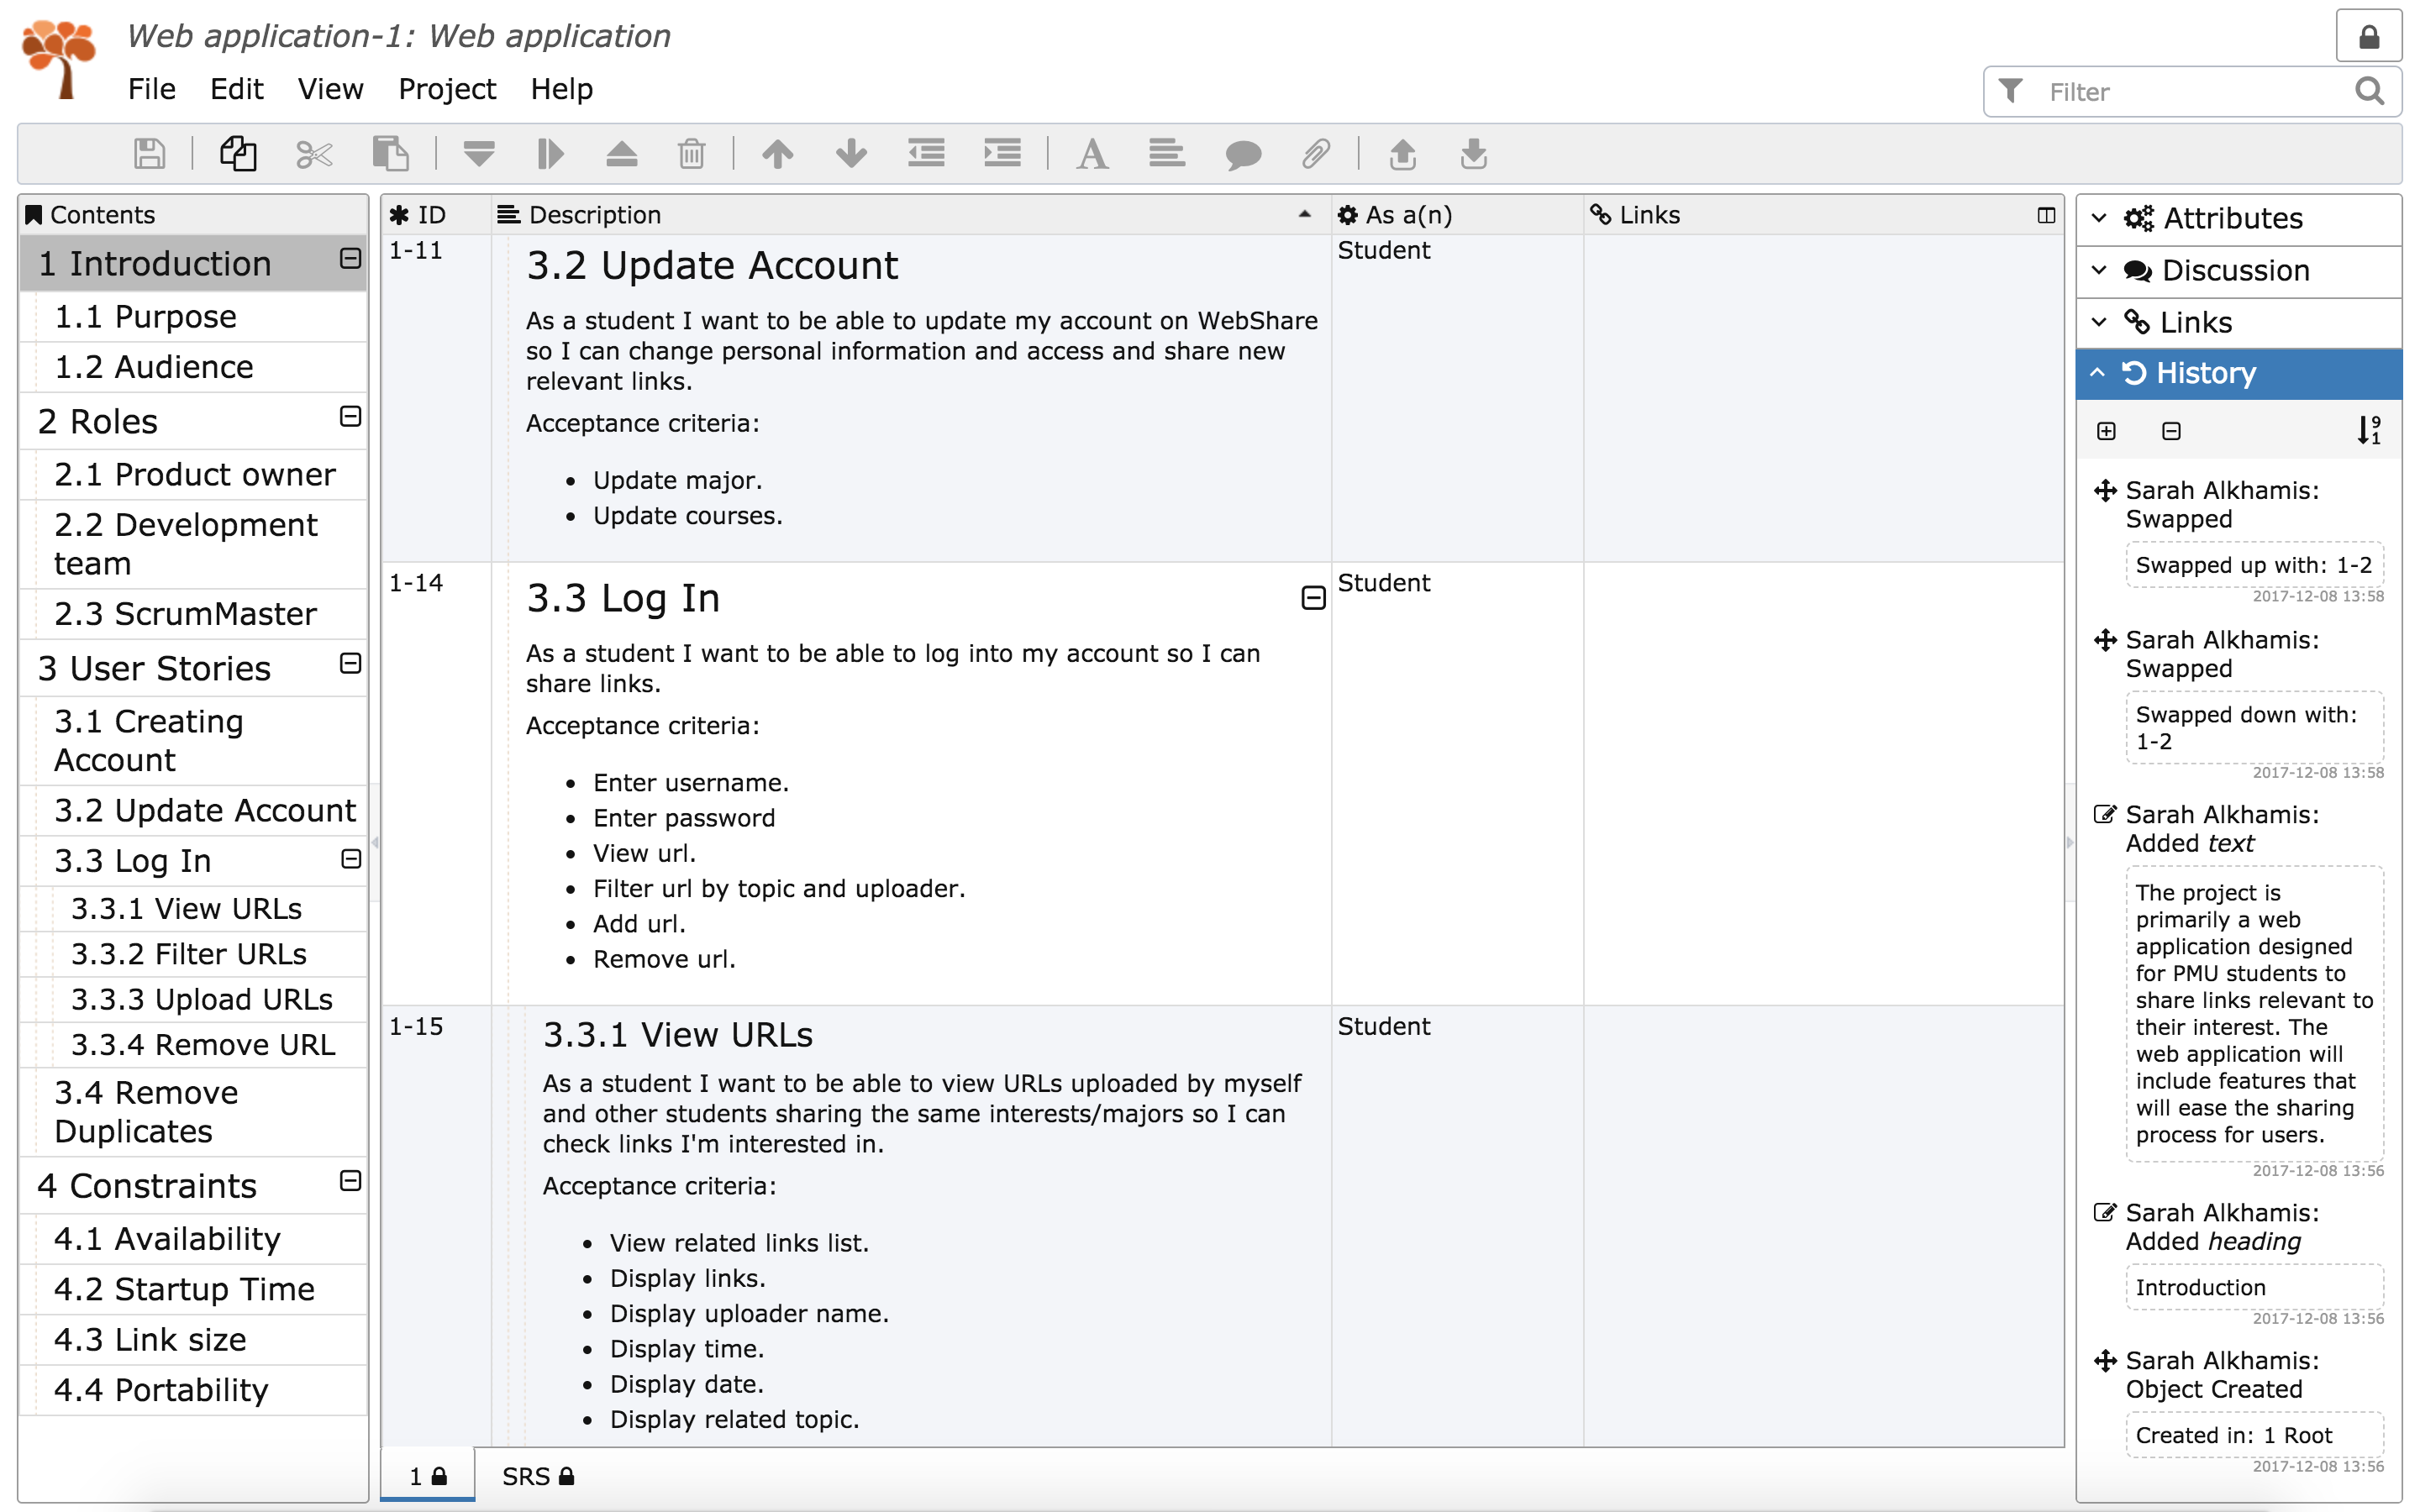 Web application-1: Web application
File Edit View Project Help
Filter
Contents
1 Introduction
1.1 Purpose
1.2 Audience
2 Roles
2.1 Product owner
2.2 Development
team
2.3 ScrumMaster
3 User Stories
3.1 Creating
Account
3.2 Update Account
3.3 Log In
3.3.1 View URLs
3.3.2 Filter URLs
3.3.3 Upload URLs
3.3.4 Remove URL
3.4 Remove
Duplicates
4 Constraints
4.1 Availability
4.2 Startup Time
4.3 Link size
4.4 Portability
ID Description As a(n) Links
1-11 3.2 Update Account Student
As a student I want to be able to update my account on WebShare
so I can change personal information and access and share new
relevant links.
Acceptance criteria:
• Update major.
• Update courses.
1-14 3.3 Log In Student
As a student I want to be able to log into my account so I can
share links.
Acceptance criteria:
• Enter username.
• Enter password
• View url.
• Filter url by topic and uploader.
• Add url.
• Remove url.
1-15 3.3.1 View URLs Student
As a student I want to be able to view URLs uploaded by myself
and other students sharing the same interests/majors so I can
check links I'm interested in.
Acceptance criteria:
• View related links list.
• Display links.
• Display uploader name.
• Display time.
• Display date.
• Display related topic.
1 SRS
Attributes
Discussion
Links
History
9
1
Sarah Alkhamis:
Swapped
Swapped up with: 1-2
2017-12-08 13:58
Sarah Alkhamis:
Swapped
Swapped down with:
1-2
2017-12-08 13:58
Sarah Alkhamis:
Added text
The project is
primarily a web
application designed
for PMU students to
share links relevant to
their interest. The
web application will
include features that
will ease the sharing
process for users.
2017-12-08 13:56
Sarah Alkhamis:
Added heading
Introduction
2017-12-08 13:56
Sarah Alkhamis:
Object Created
Created in: 1 Root
2017-12-08 13:56